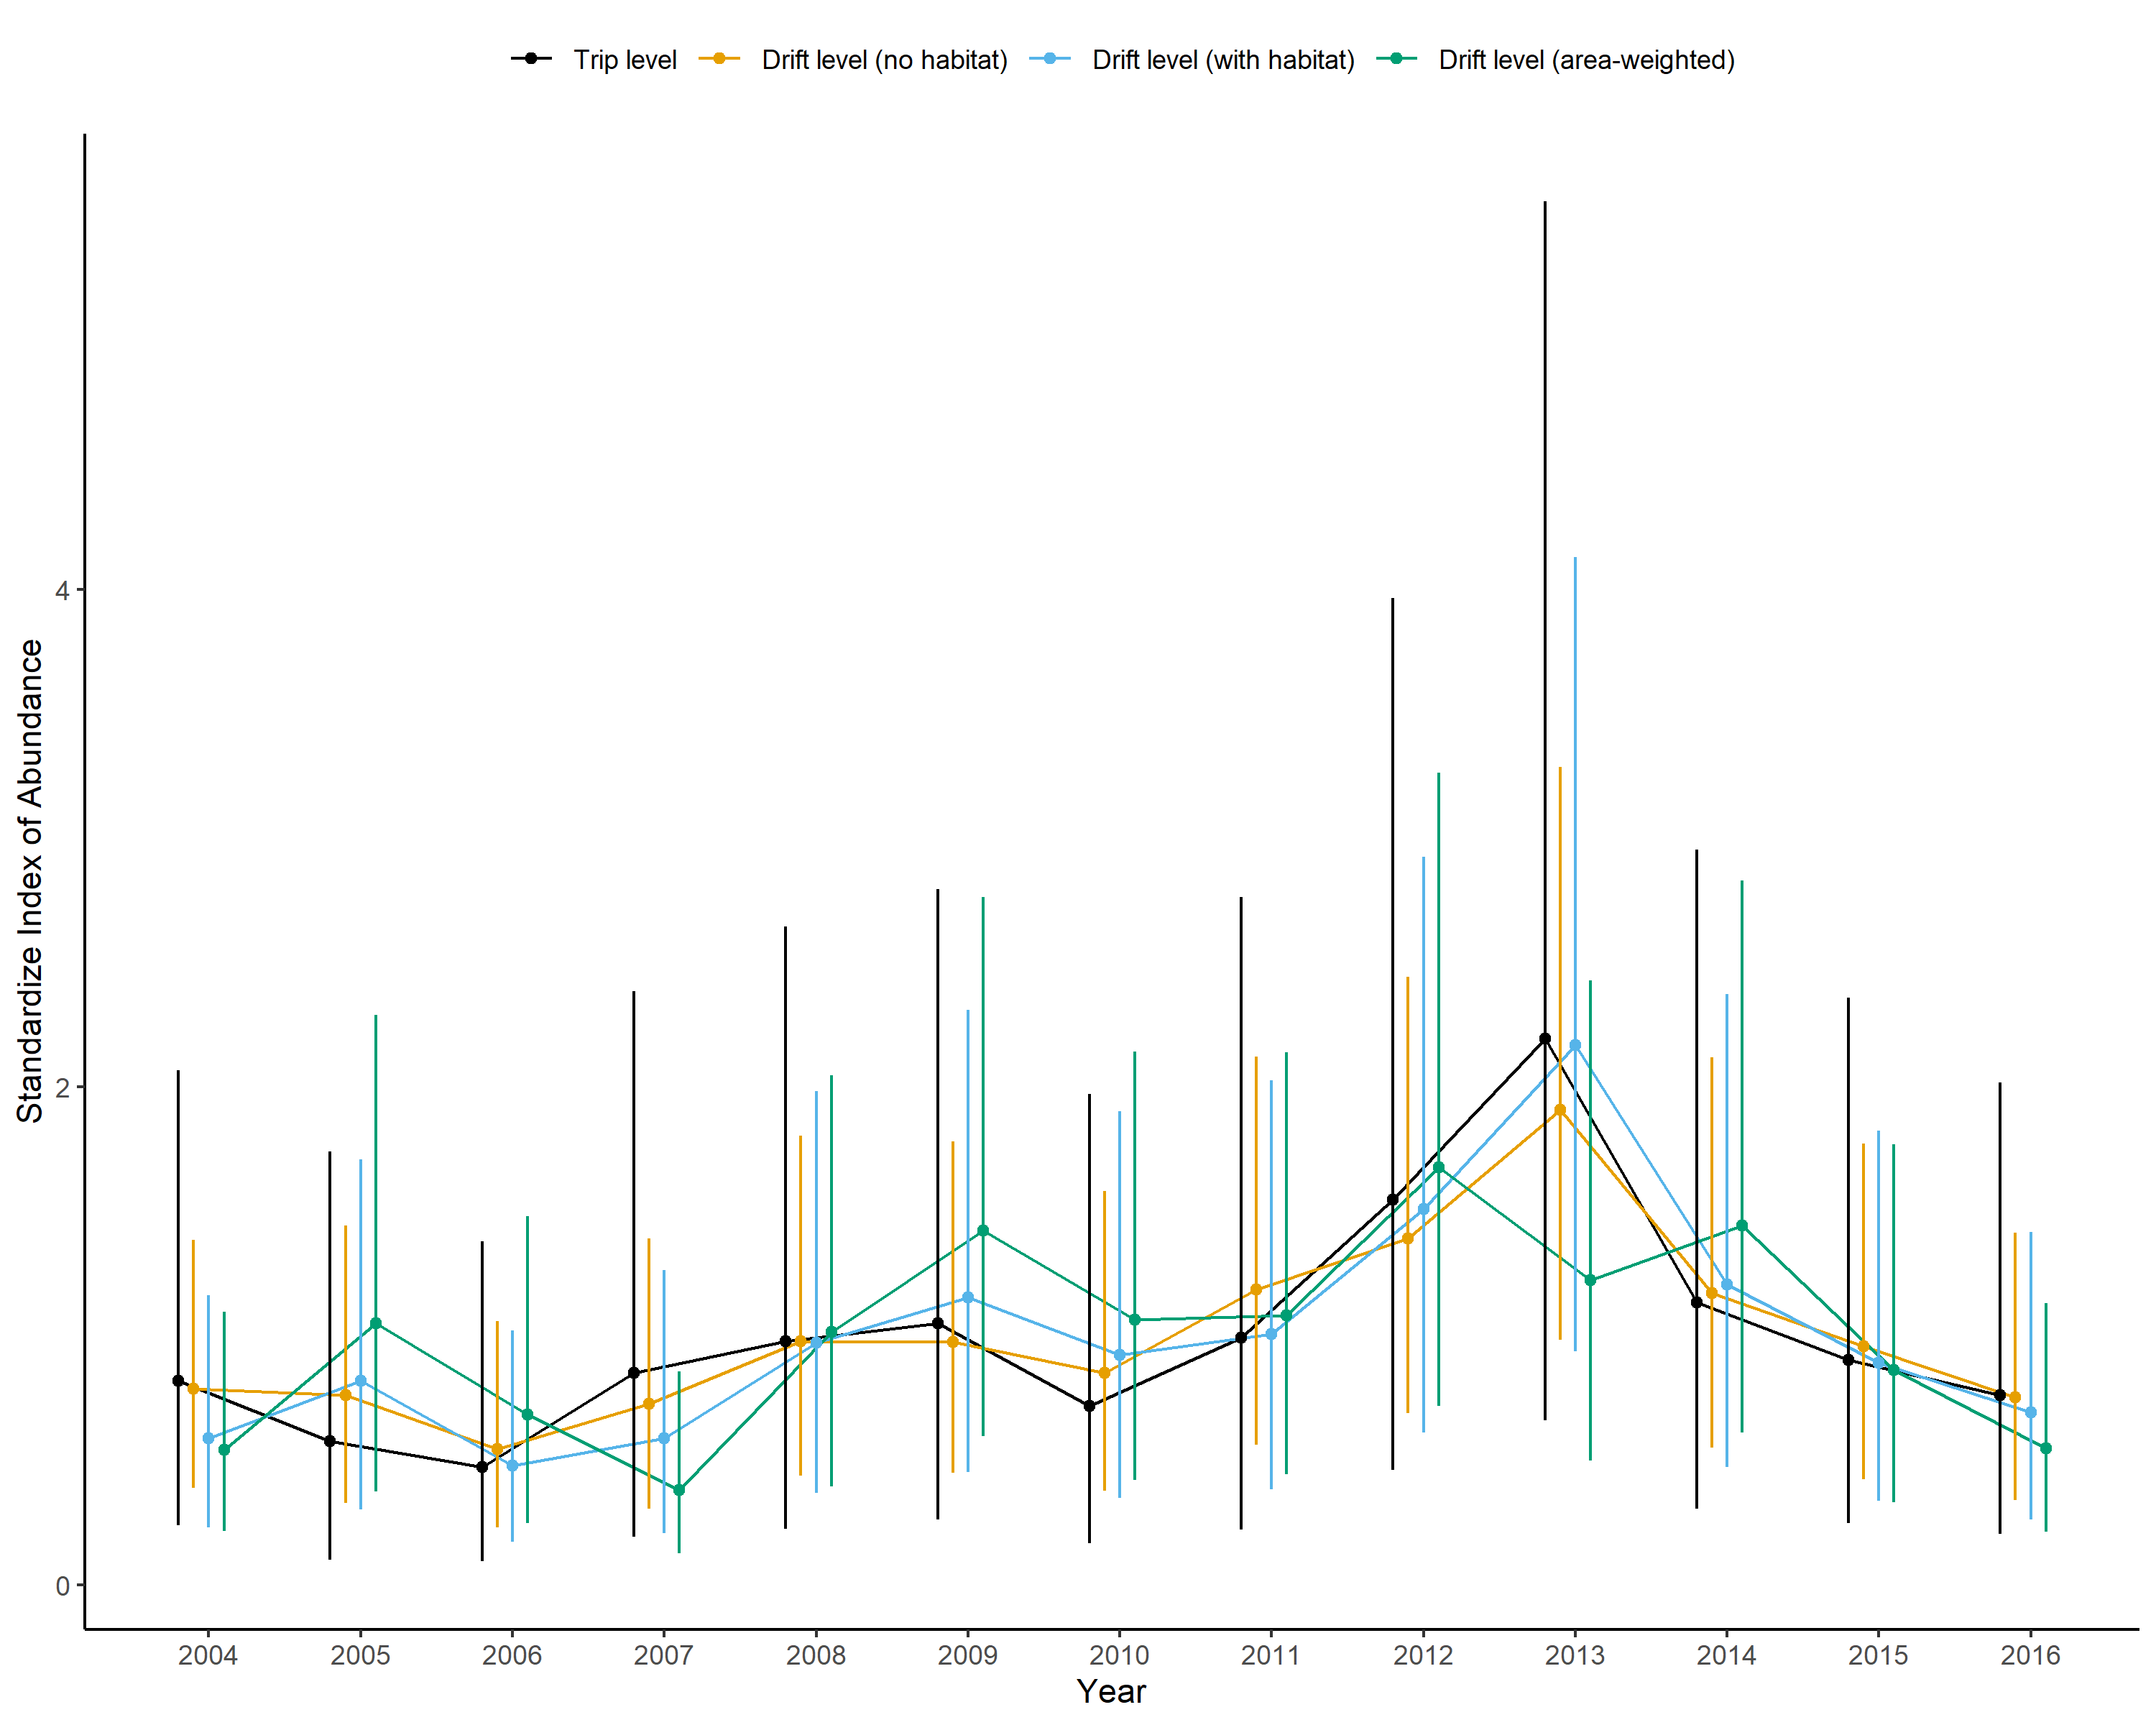 Trip level Drift level (no habitat) Drift level (with habitat) Drift level (area-weighted)
Standardize Index of Abundance
4
2
0
2004 2005 2006 2007 2008 2009 2010 2011 2012 2013 2014 2015 2016
Year